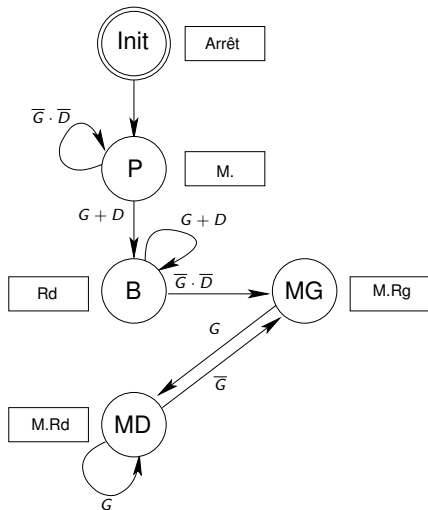 Init
Arrêt
G̅ · D̅
P
M.
G + D
G + D
Rd
B
G̅ · D̅
MG
M.Rg
G
G̅
M.Rd
MD
G